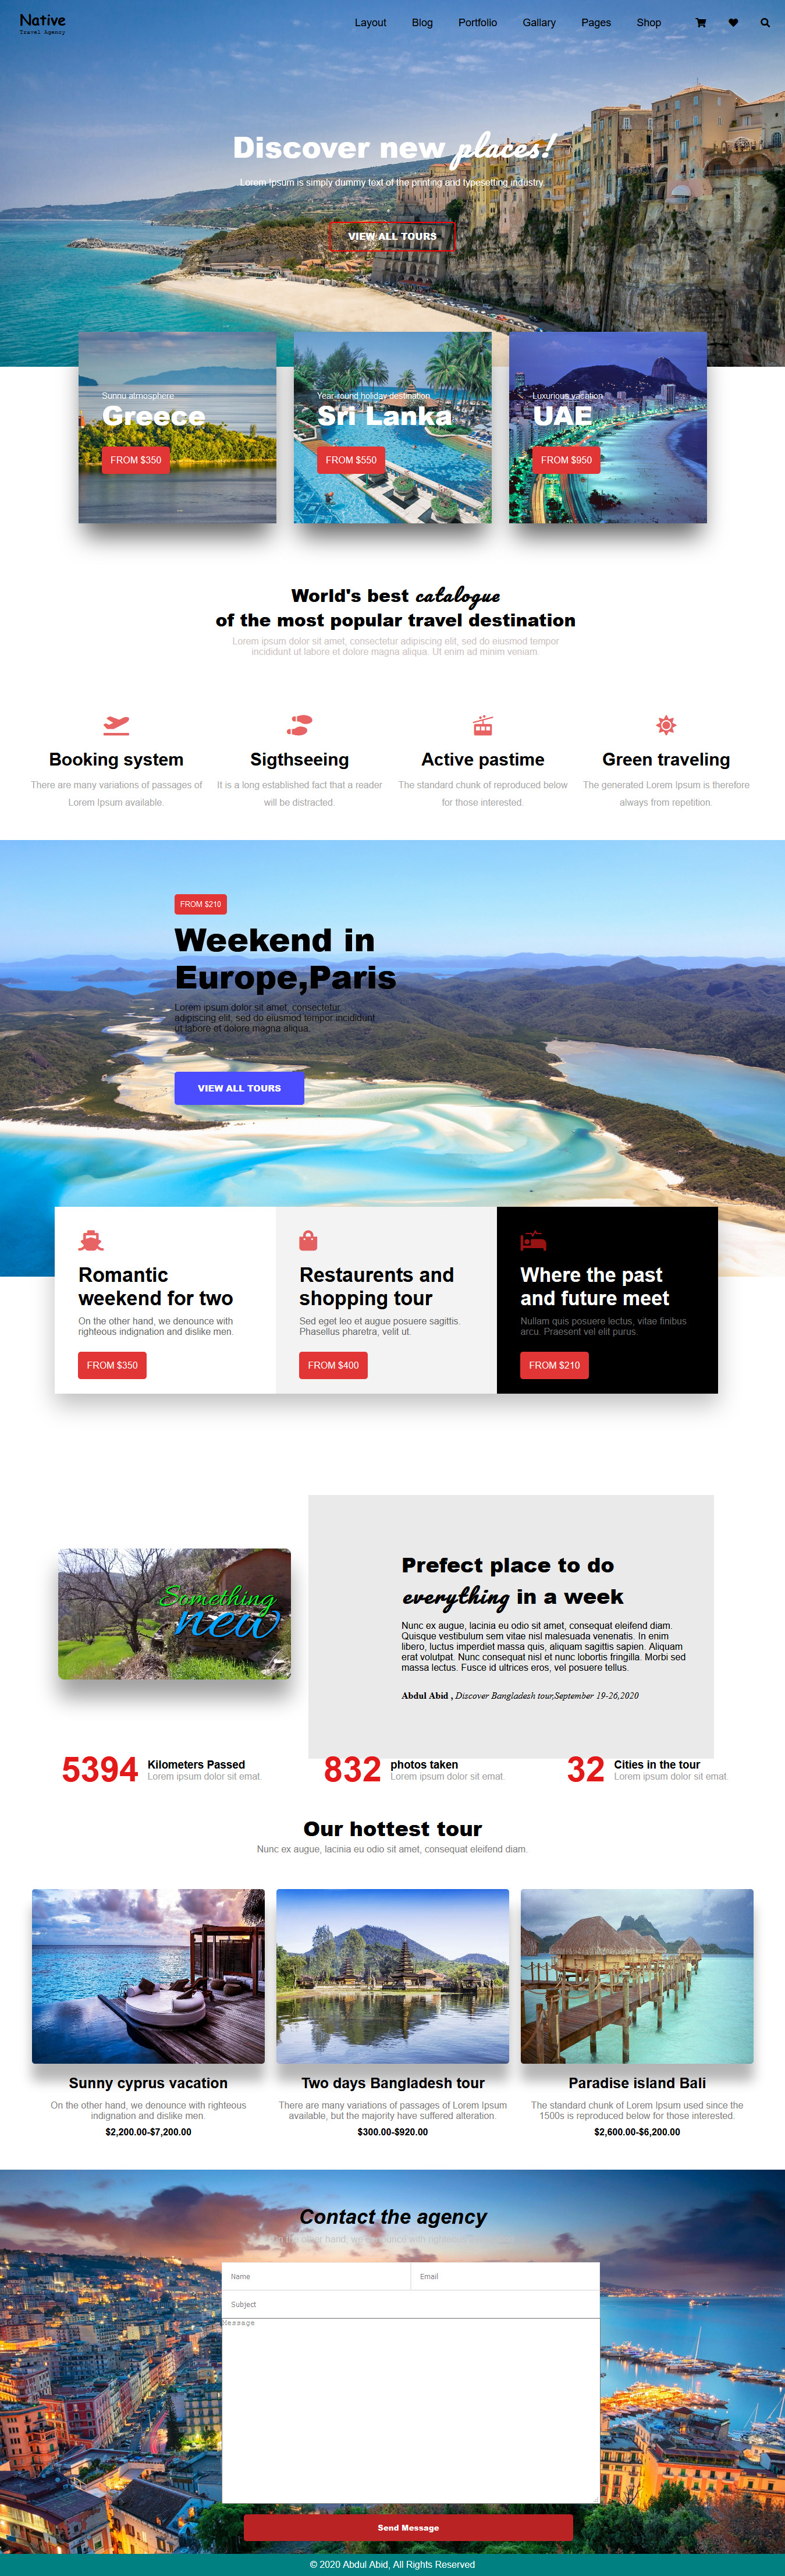 Native
Travel Agency
Layout Blog Portfolio Gallary Pages Shop
Discover new places!
Lorem Ipsum is simply dummy text of the printing and typesetting industry.
VIEW ALL TOURS
Sunnu atmosphere
Greece
FROM $350
Year-round holiday destination
Sri Lanka
FROM $550
Luxurious vacation
UAE
FROM $950
World's best catalogue
of the most popular travel destination
Lorem ipsum dolor sit amet, consectetur adipiscing elit, sed do eiusmod tempor
incididunt ut labore et dolore magna aliqua. Ut enim ad minim veniam.
Booking system
There are many variations of passages of
Lorem Ipsum available.
Sigthseeing
It is a long established fact that a reader
will be distracted.
Active pastime
The standard chunk of reproduced below
for those interested.
Green traveling
The generated Lorem Ipsum is therefore
always from repetition.
FROM $210
Weekend in
Europe,Paris
Lorem ipsum dolor sit amet, consectetur
adipiscing elit, sed do eiusmod tempor incididunt
ut labore et dolore magna aliqua.
VIEW ALL TOURS
Romantic
weekend for two
On the other hand, we denounce with
righteous indignation and dislike men.
FROM $350
Restaurents and
shopping tour
Sed eget leo et augue posuere sagittis.
Phasellus pharetra, velit ut.
FROM $400
Where the past
and future meet
Nullam quis posuere lectus, vitae finibus
arcu. Praesent vel elit purus.
FROM $210
Something
new
Prefect place to do
everything in a week
Nunc ex augue, lacinia eu odio sit amet, consequat eleifend diam.
Quisque vestibulum sem vitae nisl malesuada venenatis. In enim
libero, luctus imperdiet massa quis, aliquam sagittis sapien. Aliquam
erat volutpat. Nunc consequat nisl et nunc lobortis fringilla. Morbi sed
massa lectus. Fusce id ultrices eros, vel posuere tellus.
Abdul Abid , Discover Bangladesh tour,September 19-26,2020
5394
Kilometers Passed
Lorem ipsum dolor sit emat.
832
photos taken
Lorem ipsum dolor sit emat.
32
Cities in the tour
Lorem ipsum dolor sit emat.
Our hottest tour
Nunc ex augue, lacinia eu odio sit amet, consequat eleifend diam.
Sunny cyprus vacation
On the other hand, we denounce with righteous
indignation and dislike men.
$2,200.00-$7,200.00
Two days Bangladesh tour
There are many variations of passages of Lorem Ipsum
available, but the majority have suffered alteration.
$300.00-$920.00
Paradise island Bali
The standard chunk of Lorem Ipsum used since the
1500s is reproduced below for those interested.
$2,600.00-$6,200.00
Contact the agency
the other hand, we denounce with righteous
Name
Email
Subject
Message
Send Message
© 2020 Abdul Abid, All Rights Reserved